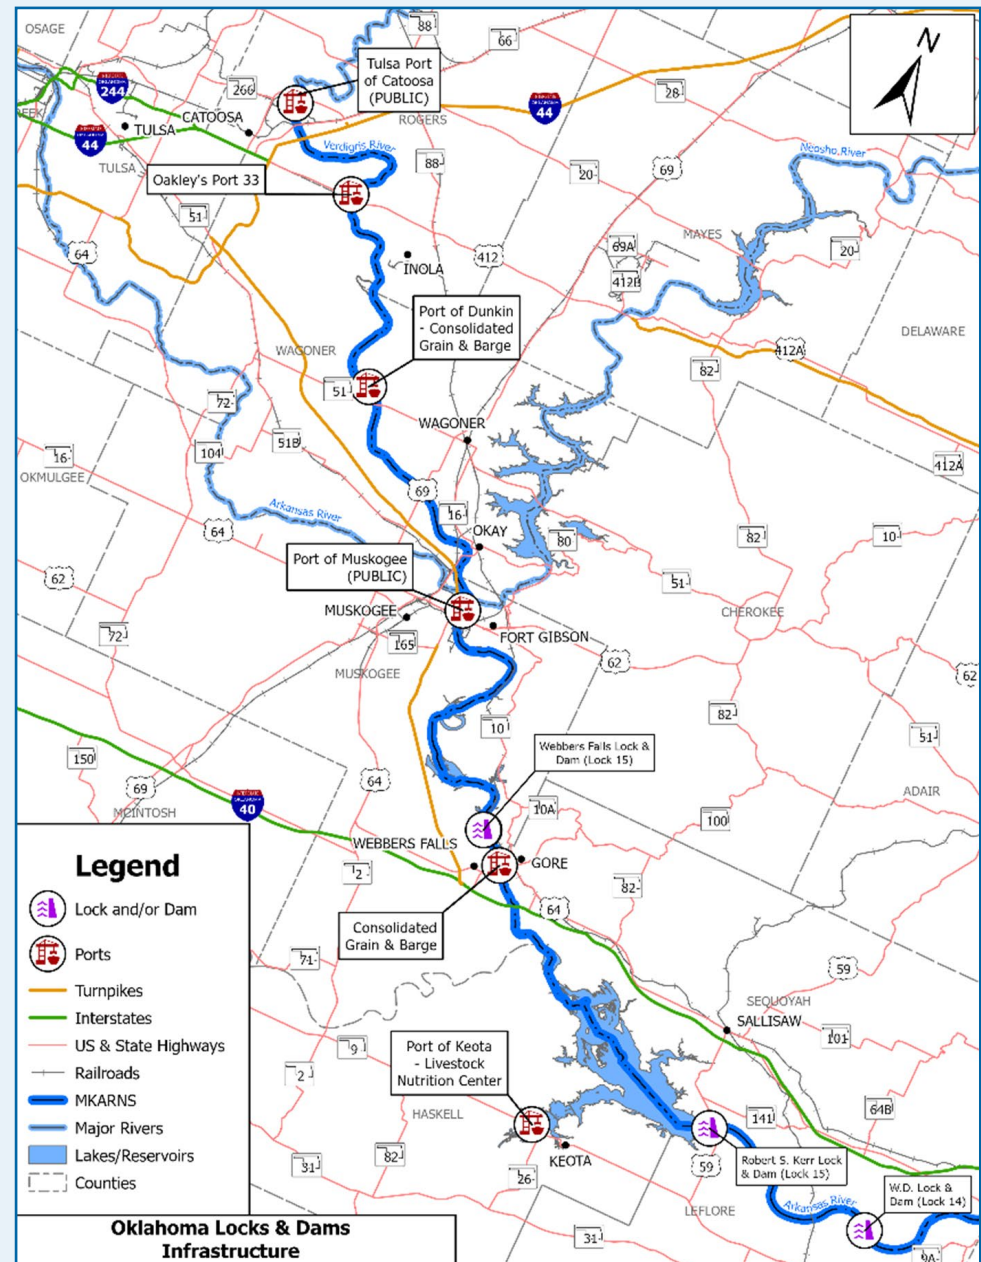 OSAGE
88
66
N
Tulsa Port
of Catoosa
(PUBLIC)
244
266
28
44
CATOOSA
TULSA
ROGERS
44
Verdigris River
Neosho River
TULSA
88
20
69
Oakley's Port 33
51
64
69A
MAYES
20
412
INOLA
412B
Port of Dunkin
- Consolidated
Grain & Barge
DELAWARE
WAGONER
412A
82
51
72
WAGONER
51B
104
16
OKMULGEE
412A
69
16
Arkansas River
64
OKAY
80
82
10
Port of Muskogee
(PUBLIC)
62
51
MUSKOGEE
CHEROKEE
72
165
FORT GIBSON
62
62
MUSKOGEE
82
10
51
Webbers Falls Lock &
Dam (Lock 15)
150
64
69
40
ADAIR
MCINTOSH
10A
100
WEBBERS FALLS
GORE
2
82
64
Consolidated
Grain & Barge
Legend
Lock and/or Dam
Ports
Turnpikes
Interstates
US & State Highways
Railroads
MKARNS
Major Rivers
Lakes/Reservoirs
Counties
71
59
SEQUOYAH
SALLISAW
101
9
Port of Keota
- Livestock
Nutrition Center
2
HASKELL
141
64B
KEOTA
82
31
26
59
Robert S. Kerr Lock
& Dam (Lock 15)
W.D. Lock &
Dam (Lock 14)
Arkansas River
LEFLORE
31
9A
Oklahoma Locks & Dams
Infrastructure